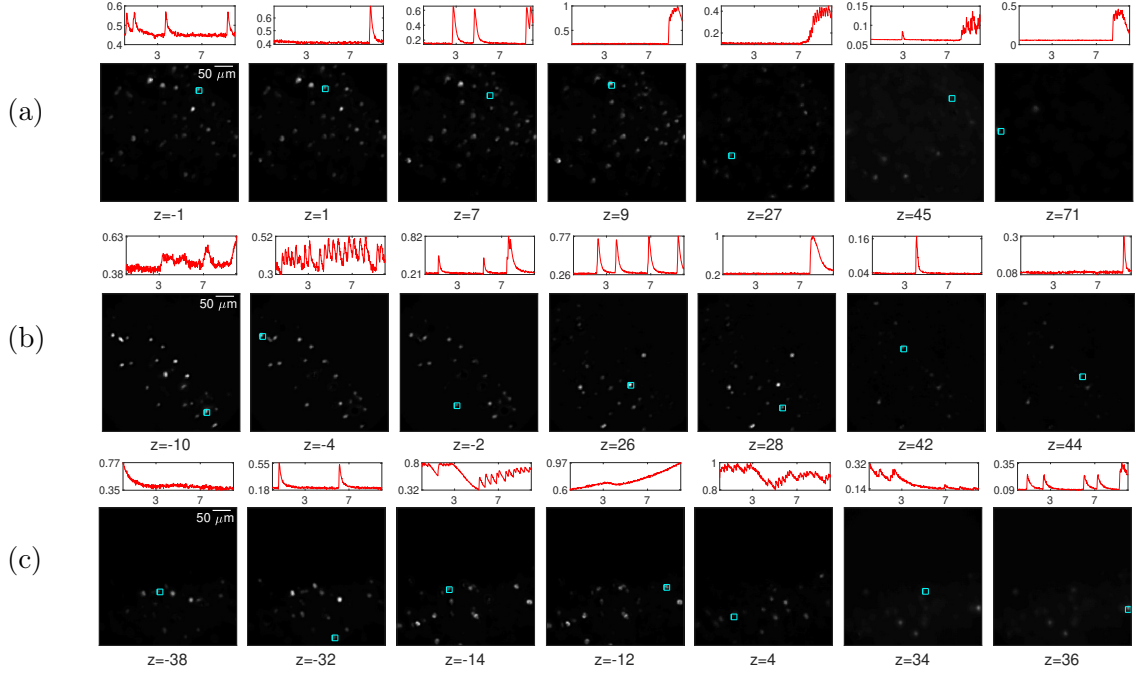 0.6 0.6 0.6 1 0.4 0.15 0.5
0.5 0.5 0.4 0.5 0.2 0.1
0.4 0.4 0.2 0 0.05 0
3 7 3 7 3 7 3 7 3 7 3 7 3 7
50 μm
(a)
z=-1 z=1 z=7 z=9 z=27 z=45 z=71
0.63 0.52 0.82 0.77 1 0.16 0.3
0.38 0.3 0.21 0.26 0.2 0.04 0.08
3 7 3 7 3 7 3 7 3 7 3 7 3 7
50 μm
(b)
z=-10 z=-4 z=-2 z=26 z=28 z=42 z=44
0.77 0.55 0.8 0.97 1 0.32 0.35
0.35 0.18 0.32 0.6 0.8 0.14 0.09
3 7 3 7 3 7 3 7 3 7 3 7 3 7
50 μm
(c)
z=-38 z=-32 z=-14 z=-12 z=4 z=34 z=36